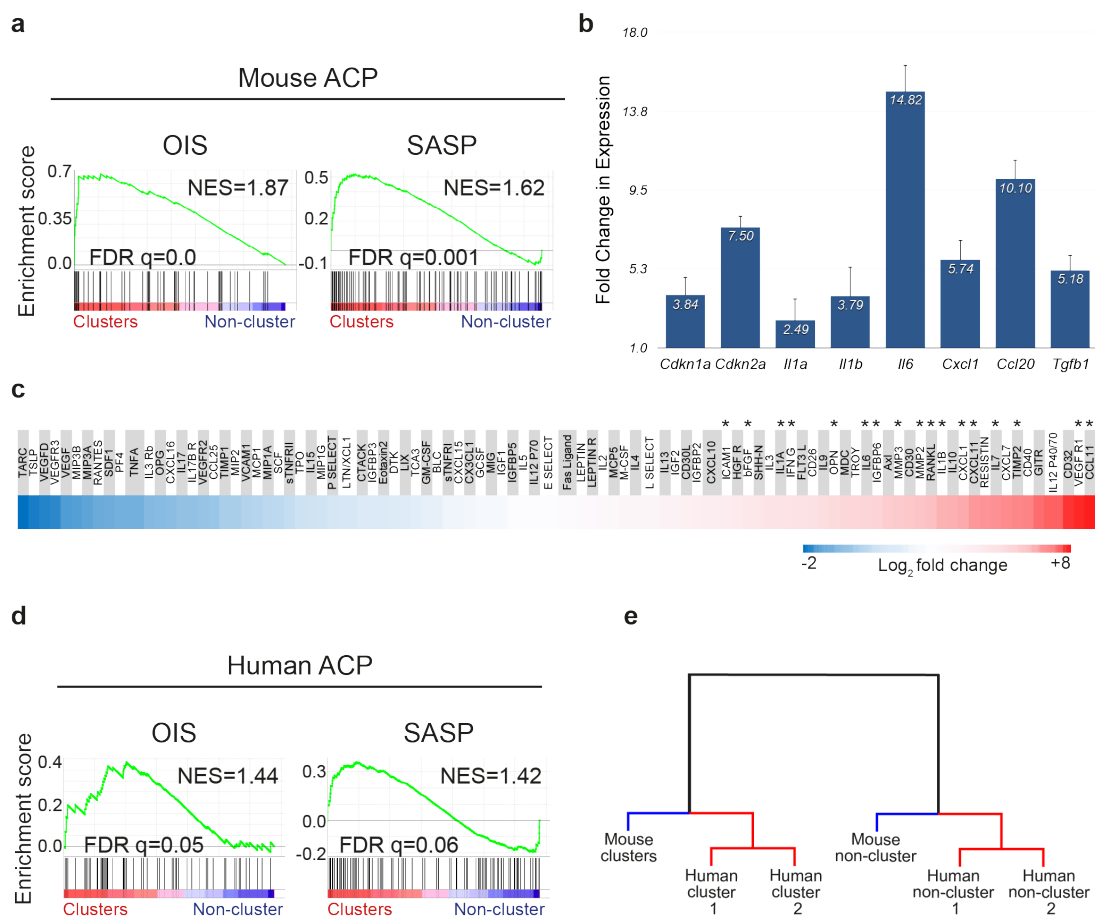 a
Mouse ACP
OIS
SASP
Enrichment score
0.7
0.35
0.0
NES=1.87
FDR q=0.0
Clusters
Non-cluster
0.5
0.2
-0.1
NES=1.62
FDR q=0.001
Clusters
Non-cluster
b
Fold Change in Expression
18.0
13.8
9.5
5.3
1.0
3.84
7.50
2.49
3.79
14.82
5.74
10.10
5.18
Cdkn1a Cdkn2a Il1a Il1b Il6 Cxcl1 Ccl20 Tgfb1
c
* * * * * * * * * * * * * * * * *
TARC
TSLP
VEGFD
VEGFR3
VEGF
MIP3B
MIP3A
RANTES
SDF1
PF4
TNFA
IL3 Rb
OPG
CXCL16
IL17
IL17B R
VEGFR2
CCL25
TIMP1
MIP2
VCAM1
MCP1
MIP1A
SCF
sTNFRII
TPO
IL15
MIP1G
P SELECT
LTN/XCL1
CTACK
IGFBP3
Eotaxin2
DTK
LIX
TCA3
GM-CSF
BLC
sTNFRI
CXCL15
CX3CL1
GCSF
MIG
IGF1
IGFBP5
IL5
IL12 P70
E SELECT
Fas Ligand
LEPTIN
LEPTIN R
IL2
MCP5
M-CSF
IL4
L SELECT
IL13
IGF2
CD30L
IGFBP2
CXCL10
ICAM1
HGF R
bFGF
SHH-N
IL3
IL1A
IFN G
FLT3 L
CD26
IL9
OPN
MDC
TROY
IL6
IGFBP6
Axl
MMP3
CD30
MMP2
RANKL
IL1B
IL10
CXCL1
CXCL11
RESISTIN
IL7
CXCL7
TIMP2
CD40
GITR
IL12 P40/70
CD32
VEGF R1
CCL1
-2
Log2 fold change
+8
d
Human ACP
OIS
SASP
Enrichment score
0.4
0.2
0.0
NES=1.44
FDR q=0.05
Clusters
Non-cluster
0.3
0.0
-0.2
NES=1.42
FDR q=0.06
Clusters
Non-cluster
e
Mouse
clusters
Human
cluster
1
Human
cluster
2
Mouse
non-cluster
Human
non-cluster
1
Human
non-cluster
2